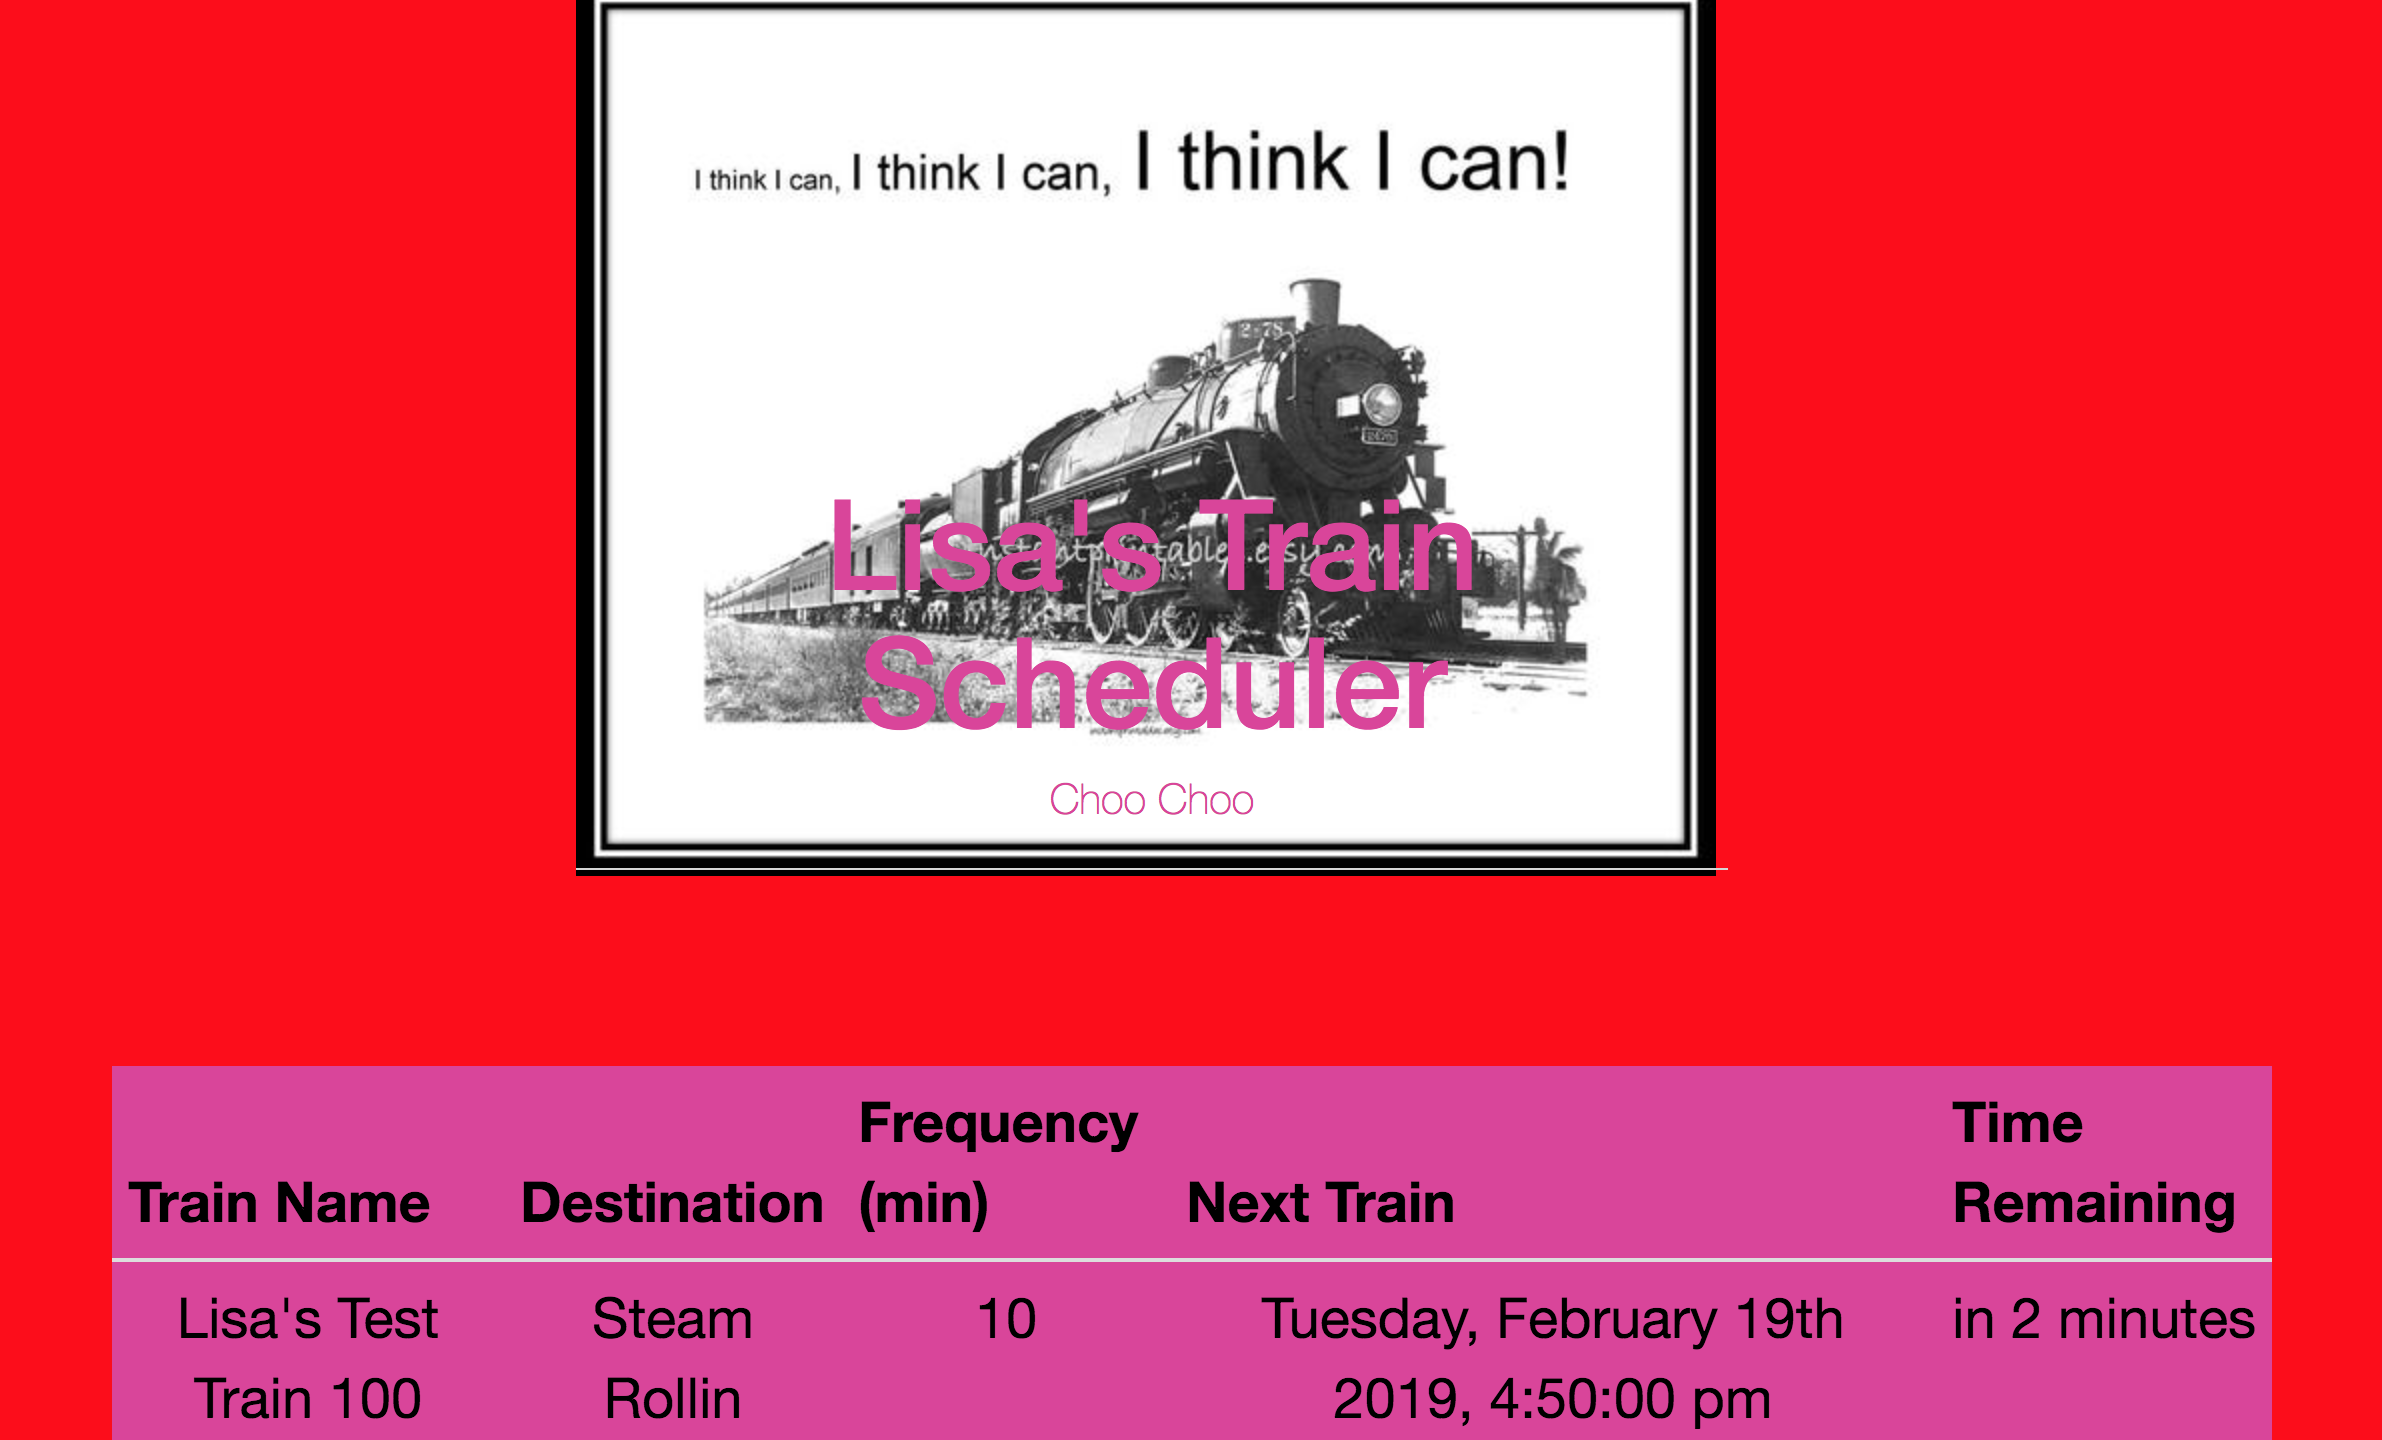 I think I can, I think I can, I think I can!
Lisa's Train
Scheduler
Choo Choo
Frequency
Time
Train Name Destination (min) Next Train Remaining
Lisa's Test Steam 10 Tuesday, February 19th in 2 minutes
Train 100 Rollin 2019, 4:50:00 pm